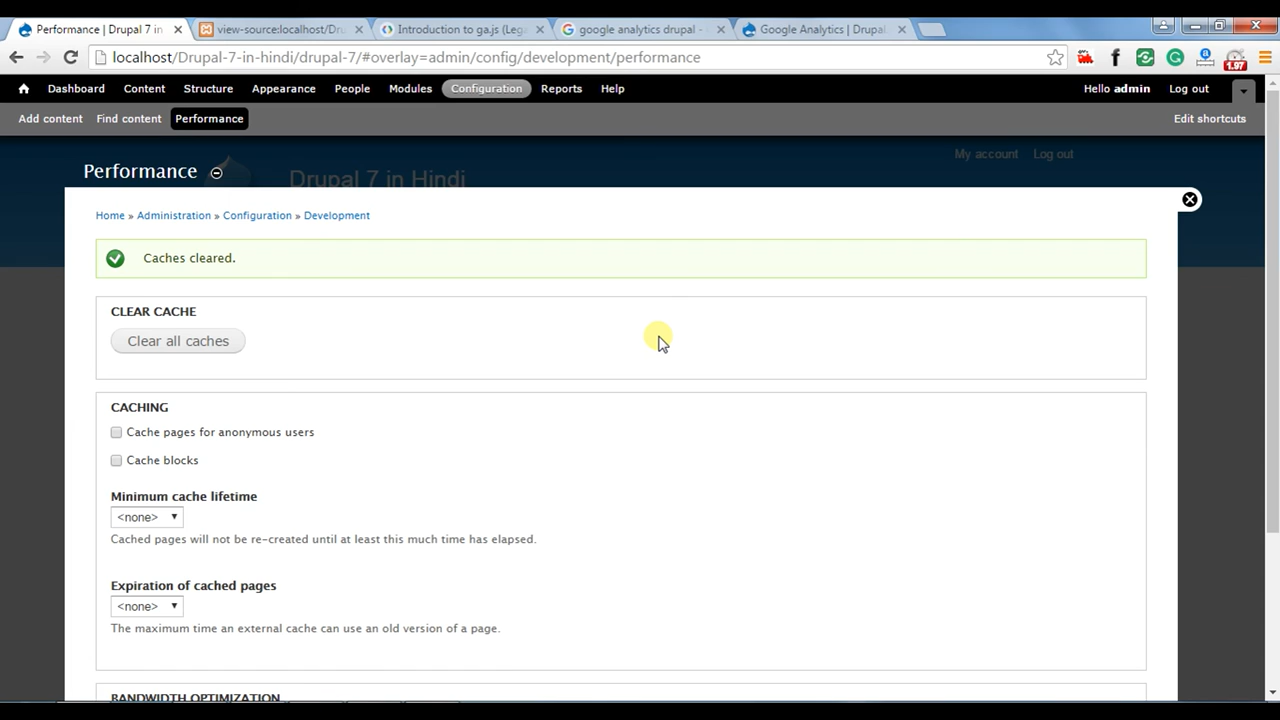 Performance | Drupal 7 in
view-source:localhost/Dru
Introduction to ga.js (Leg
google analytics drupal -
Google Analytics | Drupal.
localhost/Drupal-7-in-hindi/drupal-7/#overlay=admin/config/development/performance
1.97
Dashboard Content Structure Appearance People Modules Configuration Reports Help Hello admin Log out
Add content Find content Performance Edit shortcuts
My account Log out
Performance
Drupal 7 in Hindi
Home » Administration » Configuration » Development
Caches cleared.
CLEAR CACHE
Clear all caches
CACHING
Cache pages for anonymous users
Cache blocks
Minimum cache lifetime
<none>
Cached pages will not be re-created until at least this much time has elapsed.
Expiration of cached pages
<none>
The maximum time an external cache can use an old version of a page.
BANDWIDTH OPTIMIZATION